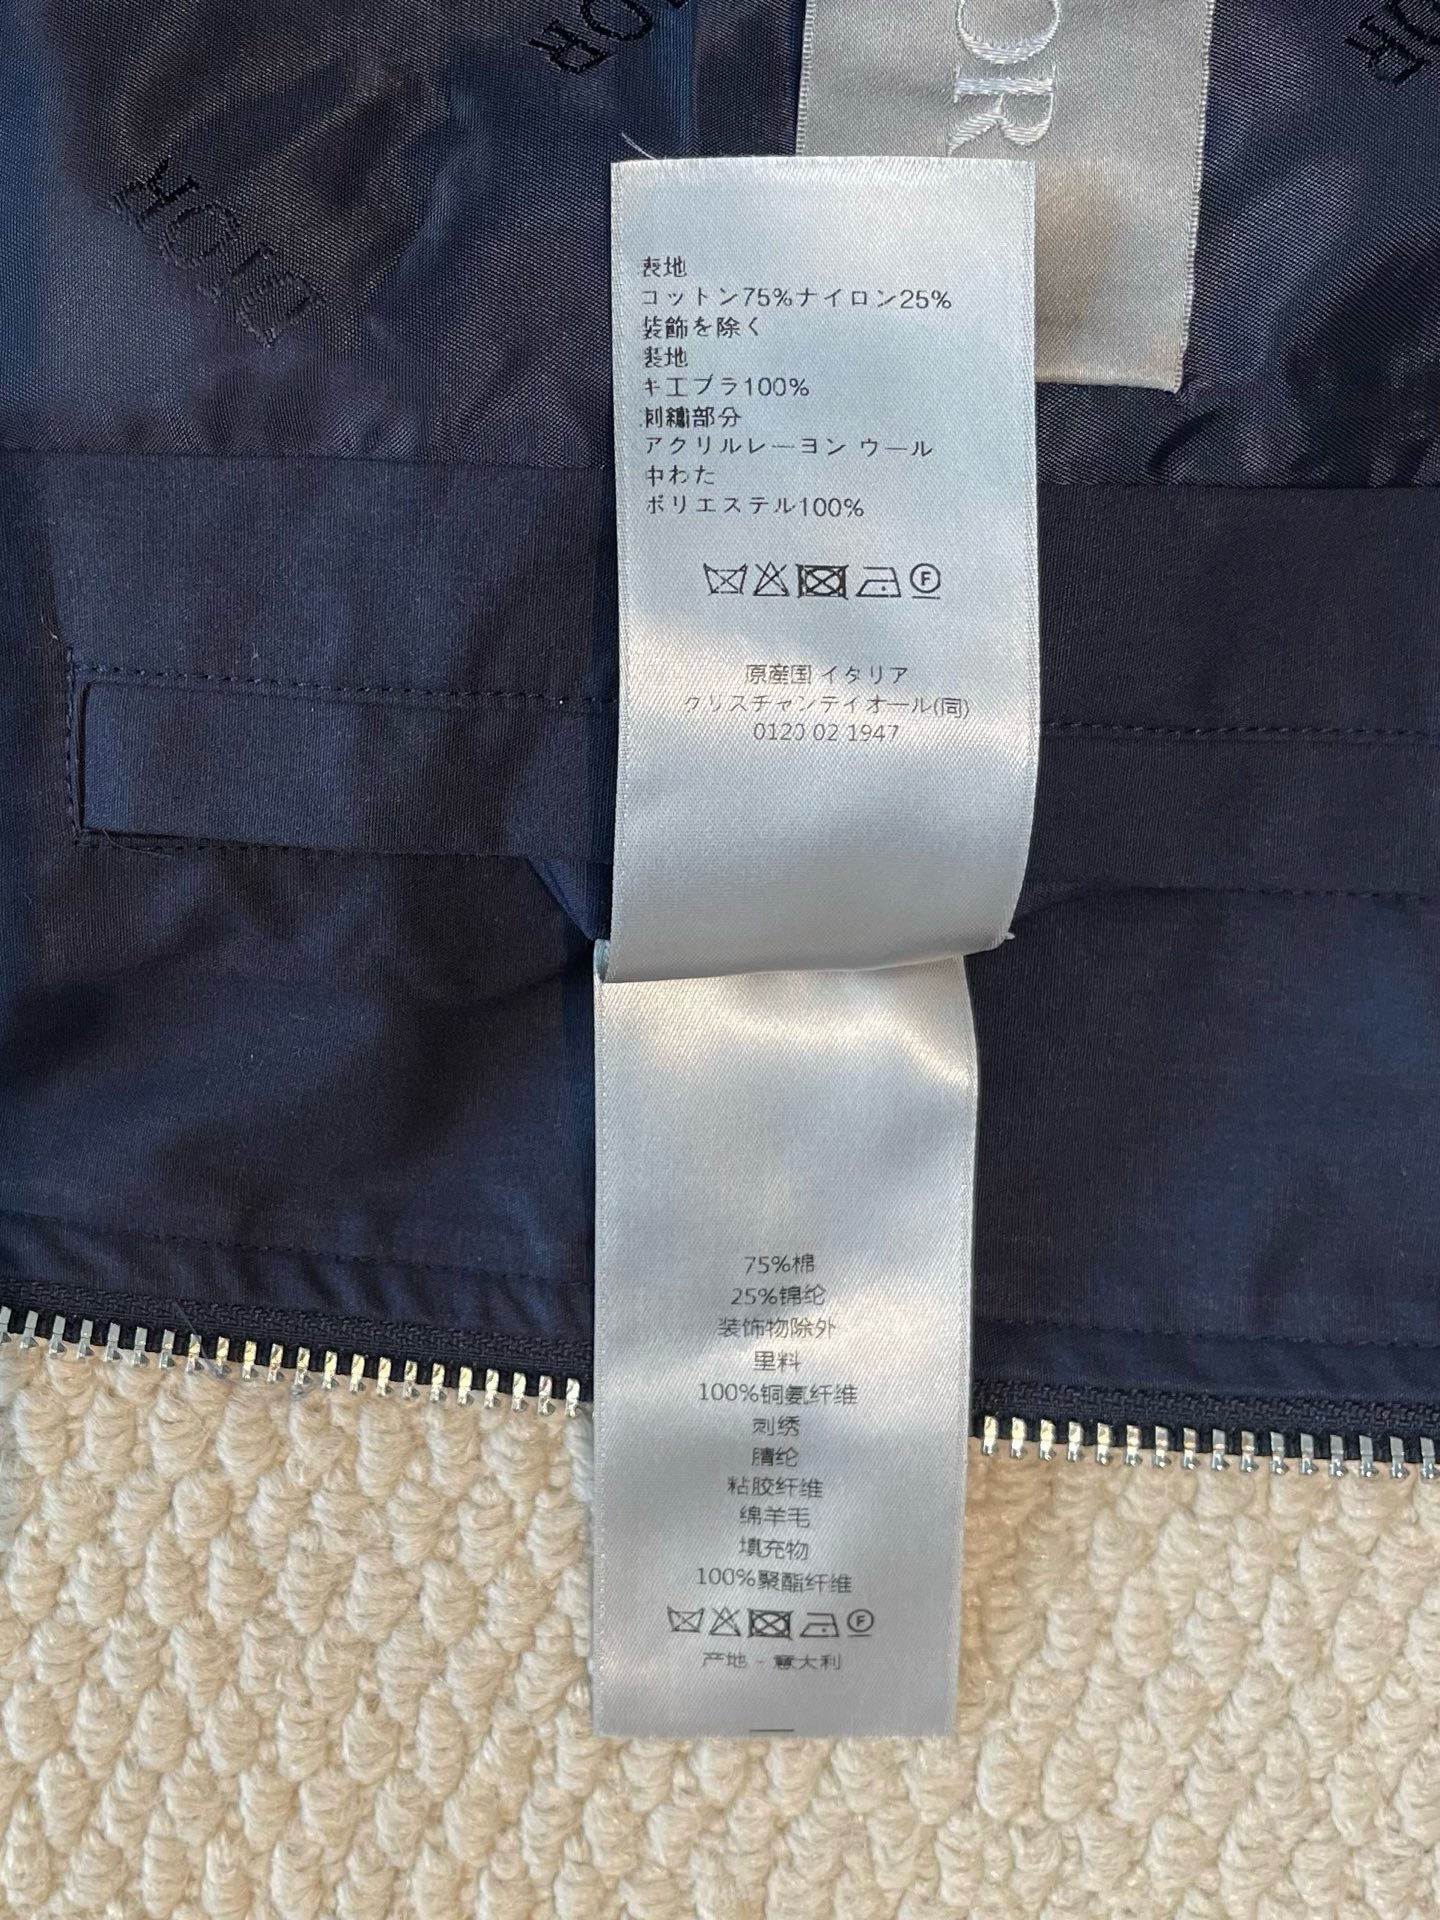 DIOR
OR
OR
OR
OR
表地
コットン75%ナイロン25%
装飾を除く
裏地
キュプラ100%
刺繍部分
アクリルレーヨン ウール
中わた
ポリエステル100%
F
原産国 イタリア
クリスチャンディオール(同)
0120 02 1947
75%棉
25%锦纶
装饰物除外
里料
100%铜氨纤维
刺绣
腈纶
粘胶纤维
绵羊毛
填充物
100%聚酯纤维
F
产地 - 意大利